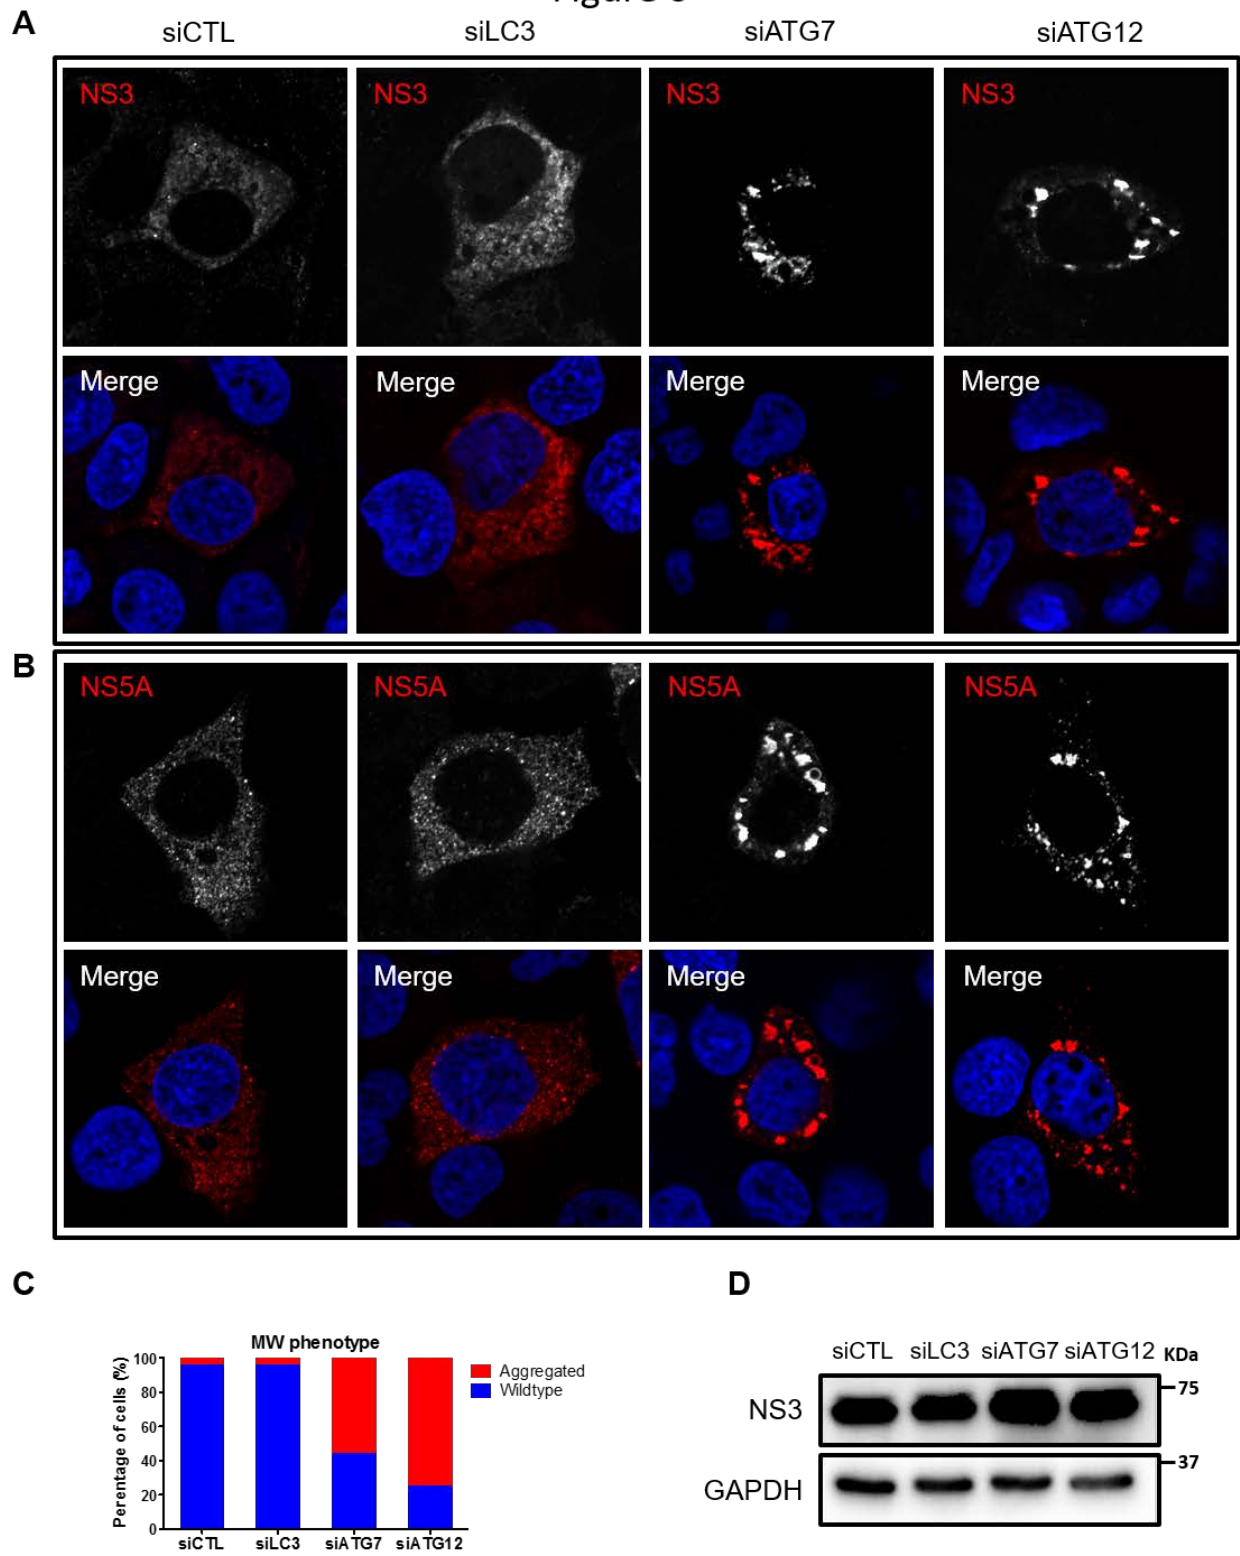 A
siCTL siLC3 siATG7 siATG12
NS3 NS3 NS3 NS3
Merge Merge Merge Merge
B
NS5A NS5A NS5A NS5A
Merge Merge Merge Merge
C
D
MW phenotype
Perentage of cells (%)
100
80
60
40
20
0
siCTL siLC3 siATG7 siATG12
Aggregated
Wildtype
siCTL siLC3 siATG7 siATG12 KDa
NS3
75
GAPDH
37